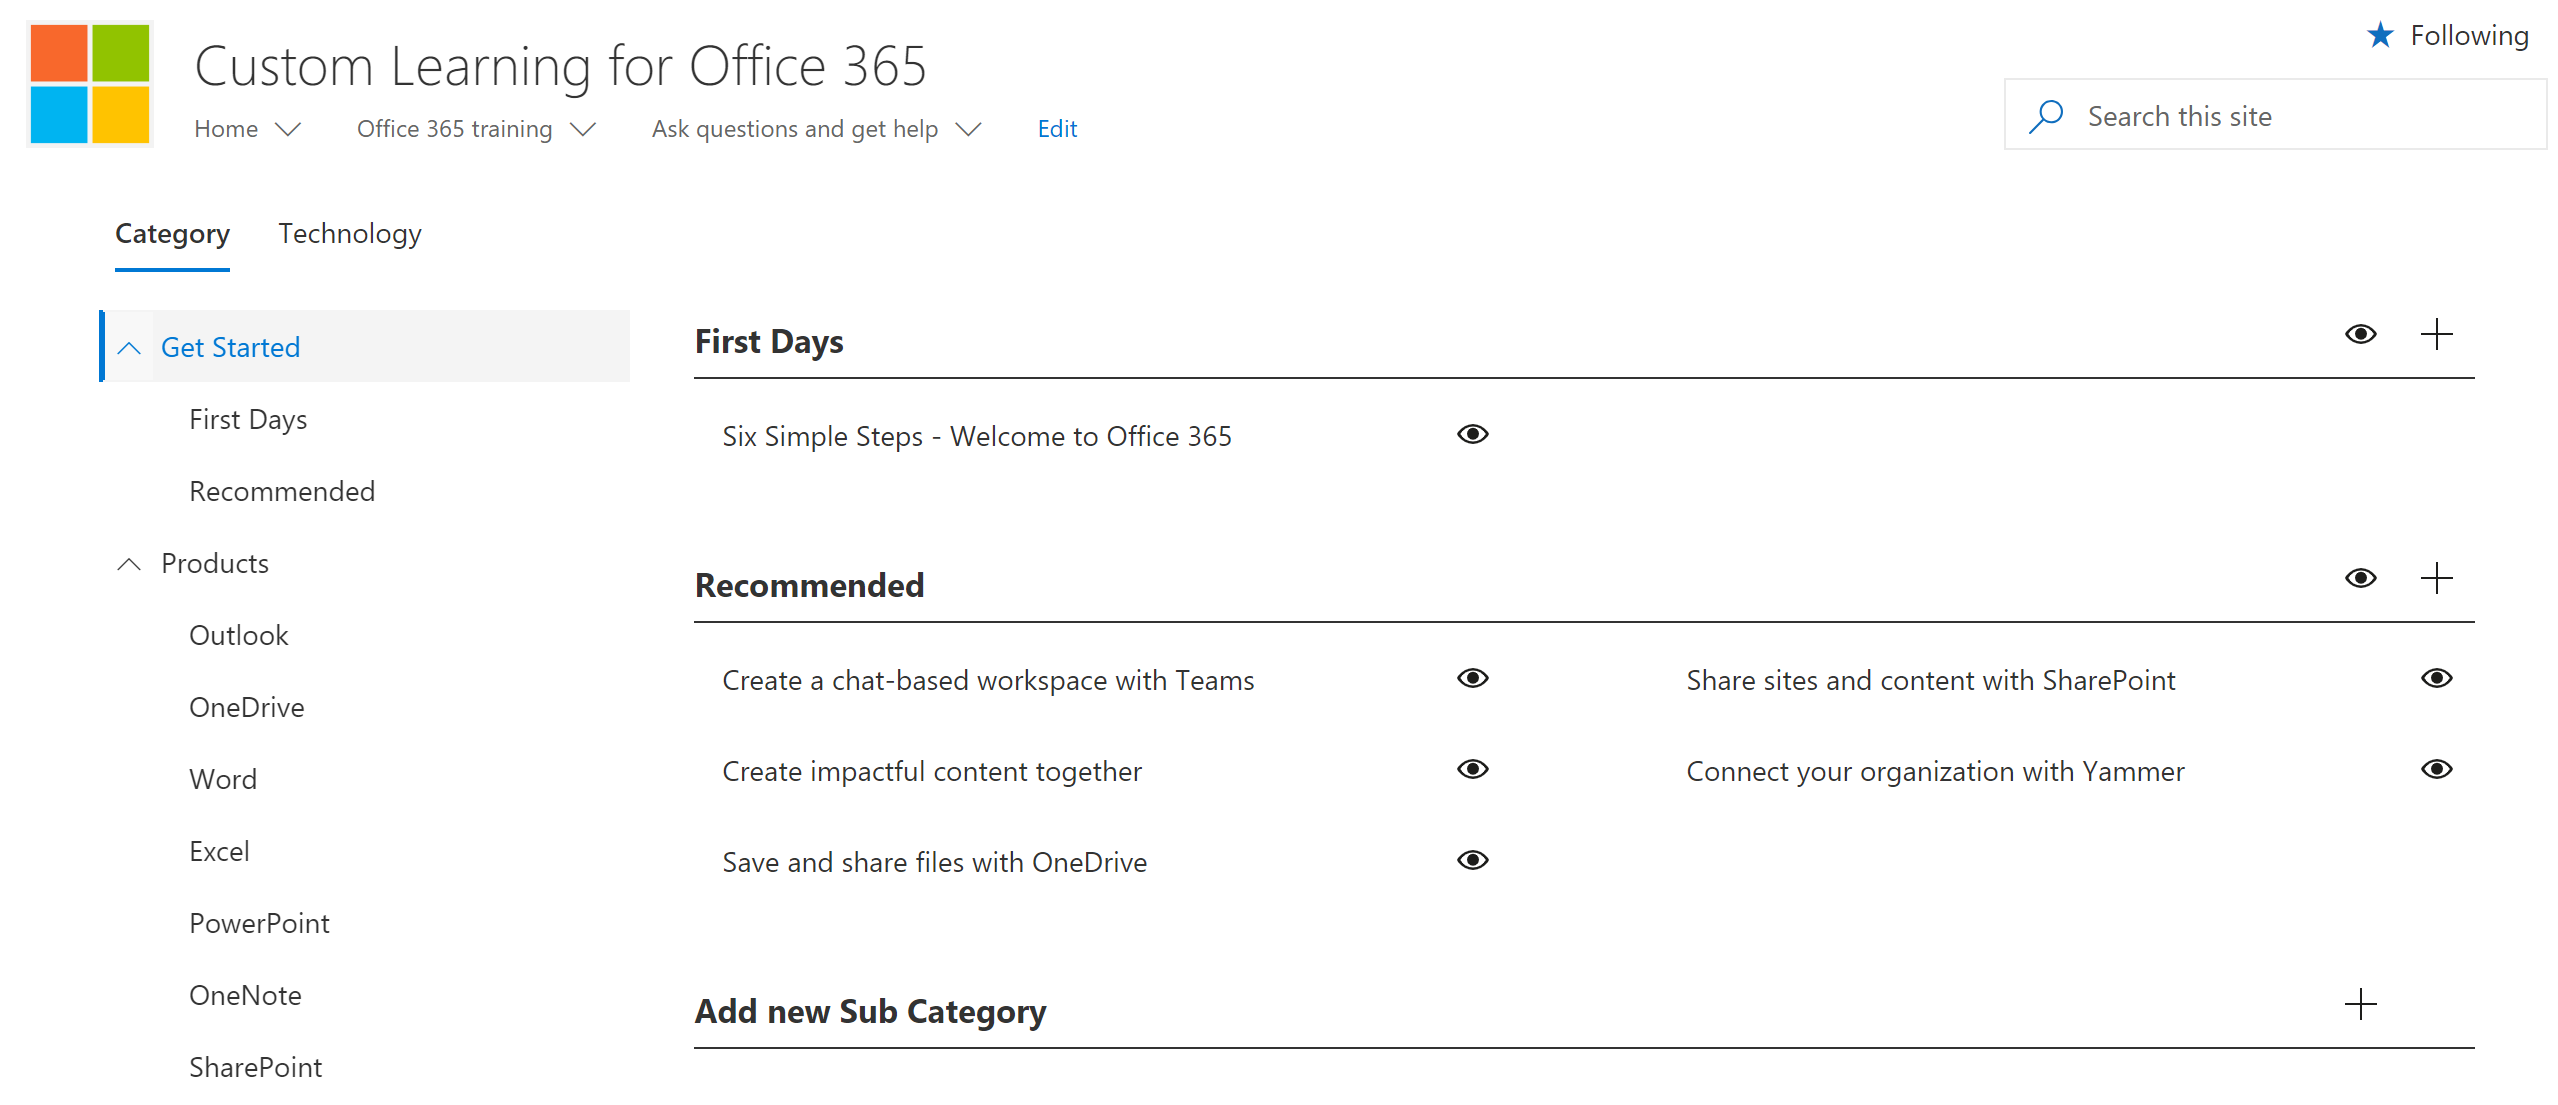 Following
Custom Learning for Office 365
Search this site
Home
Office 365 training
Ask questions and get help
Edit
Category
Technology
Get Started
First Days
Recommended
Products
Outlook
OneDrive
Word
Excel
PowerPoint
OneNote
SharePoint
First Days
Six Simple Steps - Welcome to Office 365
Recommended
Create a chat-based workspace with Teams
Share sites and content with SharePoint
Create impactful content together
Connect your organization with Yammer
Save and share files with OneDrive
Add new Sub Category